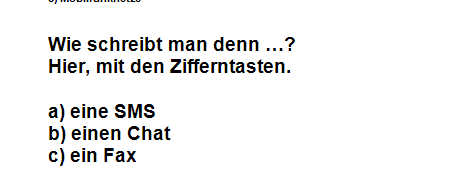 Wie schreibt man denn …?
Hier, mit den Zifferntasten.
a) eine SMS
b) einen Chat
c) ein Fax